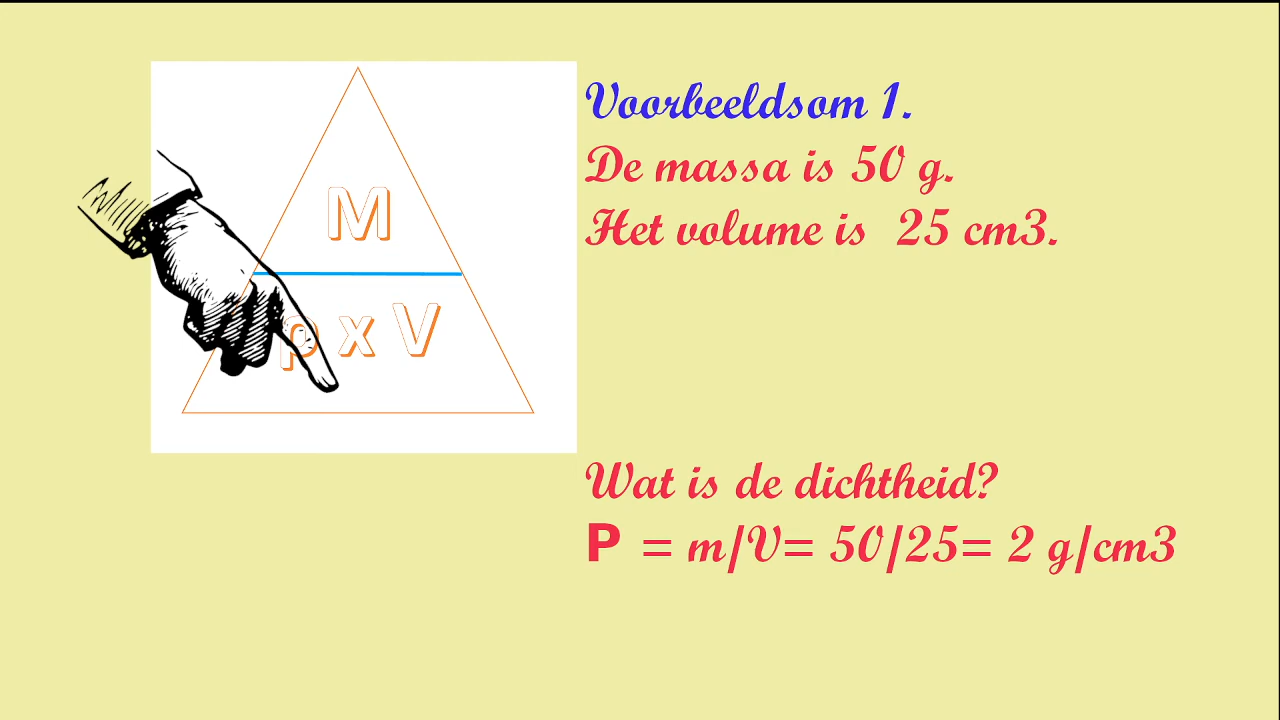 M
ρ x V
Voorbeeldsom 1.
De massa is 50 g.
Het volume is 25 cm3.
Wat is de dichtheid?
P = m/V= 50/25= 2 g/cm3